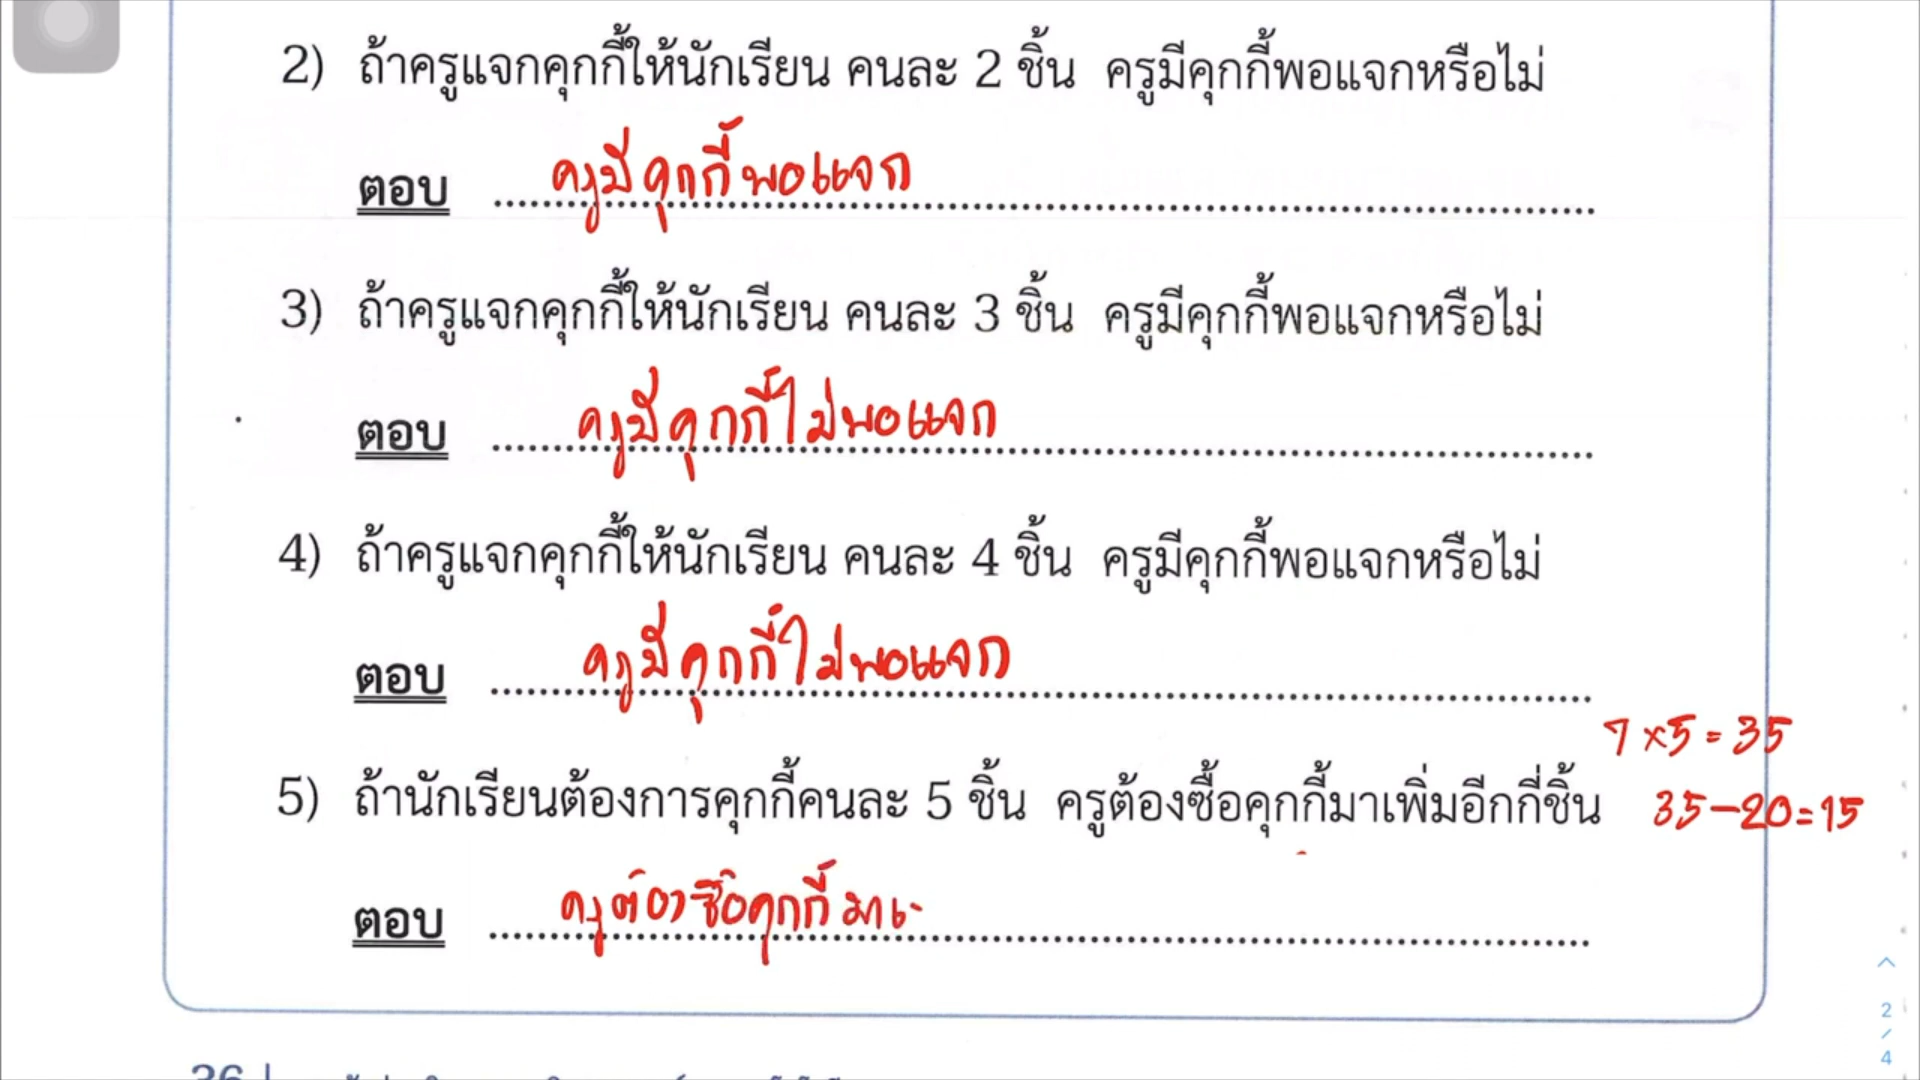 2) ถ้าครูแจกคุกกี้ให้นักเรียน คนละ 2 ชิ้น ครูมีคุกกี้พอแจกหรือไม่
ตอบ ครูมีคุกกี้พอแจก
3) ถ้าครูแจกคุกกี้ให้นักเรียน คนละ 3 ชิ้น ครูมีคุกกี้พอแจกหรือไม่
ตอบ ครูมีคุกกี้ไม่พอแจก
4) ถ้าครูแจกคุกกี้ให้นักเรียน คนละ 4 ชิ้น ครูมีคุกกี้พอแจกหรือไม่
ตอบ ครูมีคุกกี้ไม่พอแจก
7 × 5 = 35
5) ถ้านักเรียนต้องการคุกกี้คนละ 5 ชิ้น ครูต้องซื้อคุกกี้มาเพิ่มอีกกี่ชิ้น
35 - 20 = 15
ตอบ ครูต้องซื้อคุกกี้มาเ
36 |
2 / 4